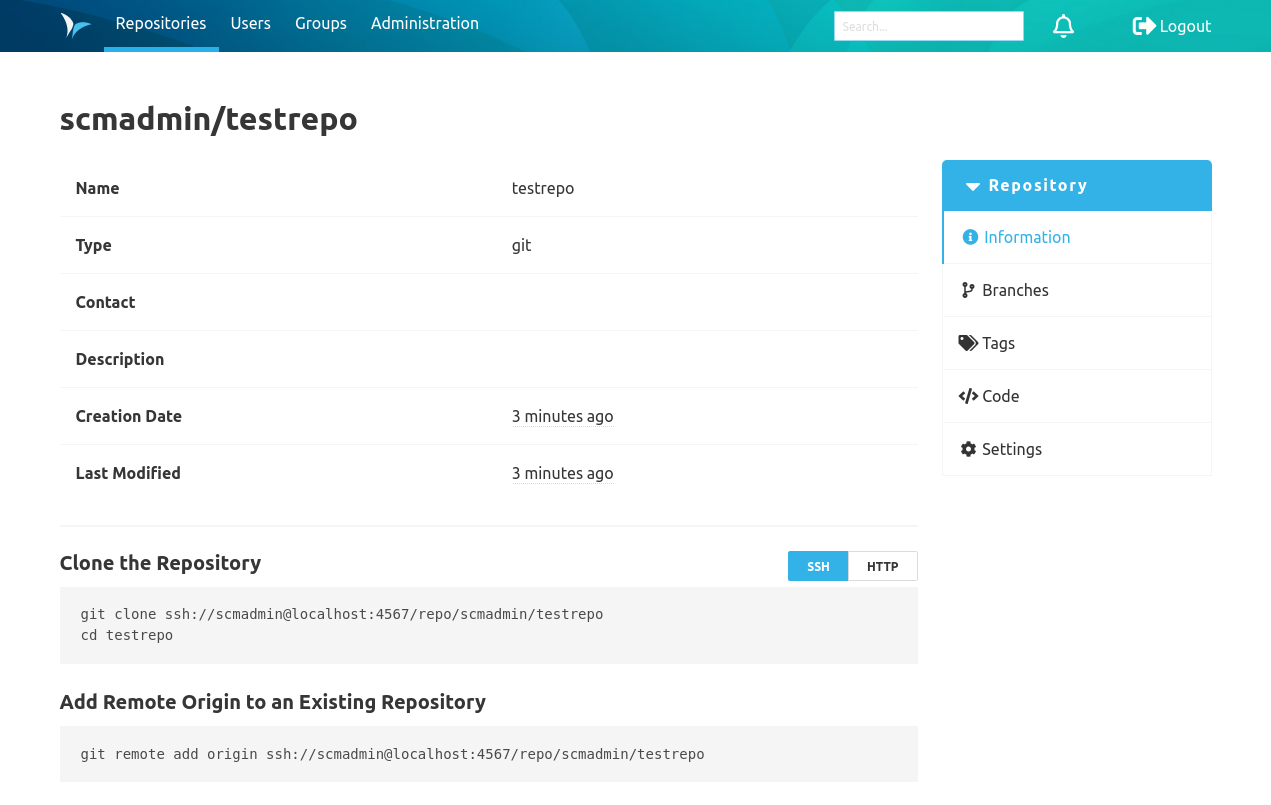 Repositories Users Groups Administration Search... Logout
scmadmin/testrepo
Name testrepo
Type git
Contact
Description
Creation Date 3 minutes ago
Last Modified 3 minutes ago
Repository
Information
Branches
Tags
Code
Settings
Clone the Repository SSH HTTP
git clone ssh://scmadmin@localhost:4567/repo/scmadmin/testrepo
cd testrepo
Add Remote Origin to an Existing Repository
git remote add origin ssh://scmadmin@localhost:4567/repo/scmadmin/testrepo